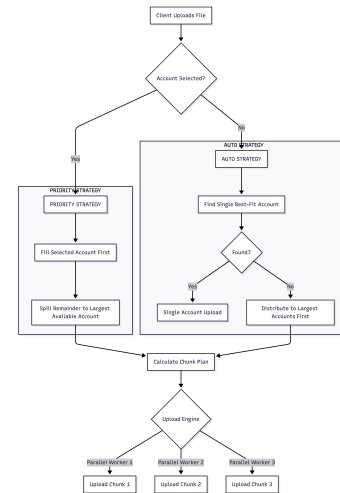 Client Uploads File
Account Selected?
Yes
No
PRIORITY STRATEGY
PRIORITY STRATEGY
Fill Selected Account First
Spill Remainder to Largest
Available Account
AUTO STRATEGY
AUTO STRATEGY
Find Single Best-Fit Account
Found?
Yes
No
Single Account Upload
Distribute to Largest
Accounts First
Calculate Chunk Plan
Upload Engine
Parallel Worker 1
Parallel Worker 2
Parallel Worker 3
Upload Chunk 1
Upload Chunk 2
Upload Chunk 3